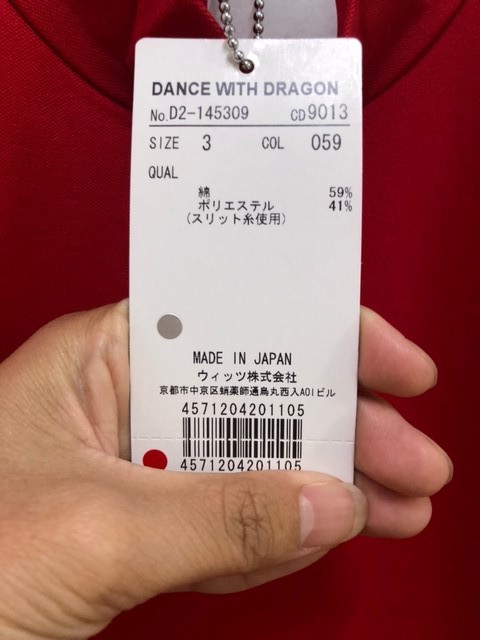 DANCE WITH DRAGON
No.D2-145309 CD9013
SIZE 3 COL 059
QUAL
綿 59%
ポリエステル 41%
(スリット糸使用)
MADE IN JAPAN
ウィッツ株式会社
京都市中京区蛸薬師通烏丸西入AOIビル
4571204201105
4571204201105